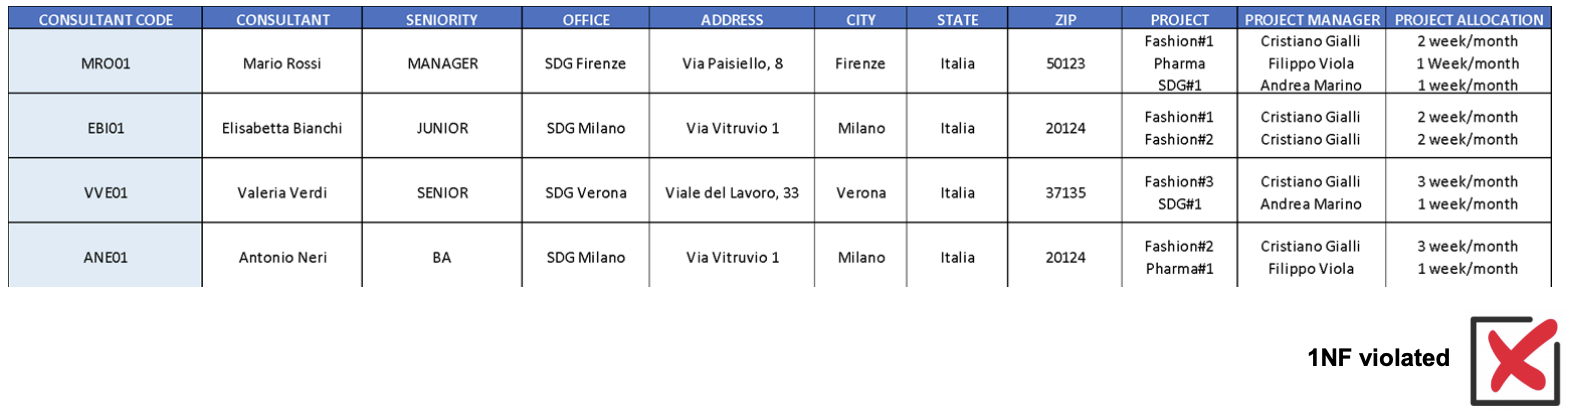 CONSULTANT CODE CONSULTANT SENIORITY OFFICE ADDRESS CITY STATE ZIP PROJECT PROJECT MANAGER PROJECT ALLOCATION
Fashion#1 Cristiano Gialli 2 week/month
MRO01 Mario Rossi MANAGER SDG Firenze Via Paisiello, 8 Firenze Italia 50123 Pharma Filippo Viola 1 Week/month
SDG#1 Andrea Marino 1 week/month
Fashion#1 Cristiano Gialli 2 week/month
EBI01 Elisabetta Bianchi JUNIOR SDG Milano Via Vitruvio 1 Milano Italia 20124
Fashion#2 Cristiano Gialli 2 week/month
Fashion#3 Cristiano Gialli 3 week/month
VVE01 Valeria Verdi SENIOR SDG Verona Viale del Lavoro, 33 Verona Italia 37135
SDG#1 Andrea Marino 1 week/month
Fashion#2 Cristiano Gialli 3 week/month
ANE01 Antonio Neri BA SDG Milano Via Vitruvio 1 Milano Italia 20124
Pharma#1 Filippo Viola 1 week/month
1NF violated